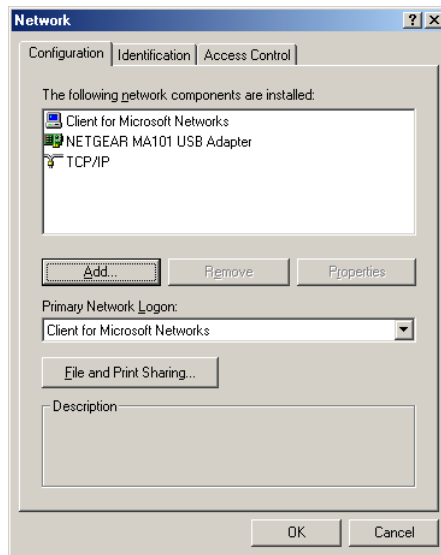 Network
Configuration Identification Access Control
The following network components are installed:
Client for Microsoft Networks
NETGEAR MA101 USB Adapter
TCP/IP
Add... Remove Properties
Primary Network Logon:
Client for Microsoft Networks
File and Print Sharing...
Description
OK Cancel